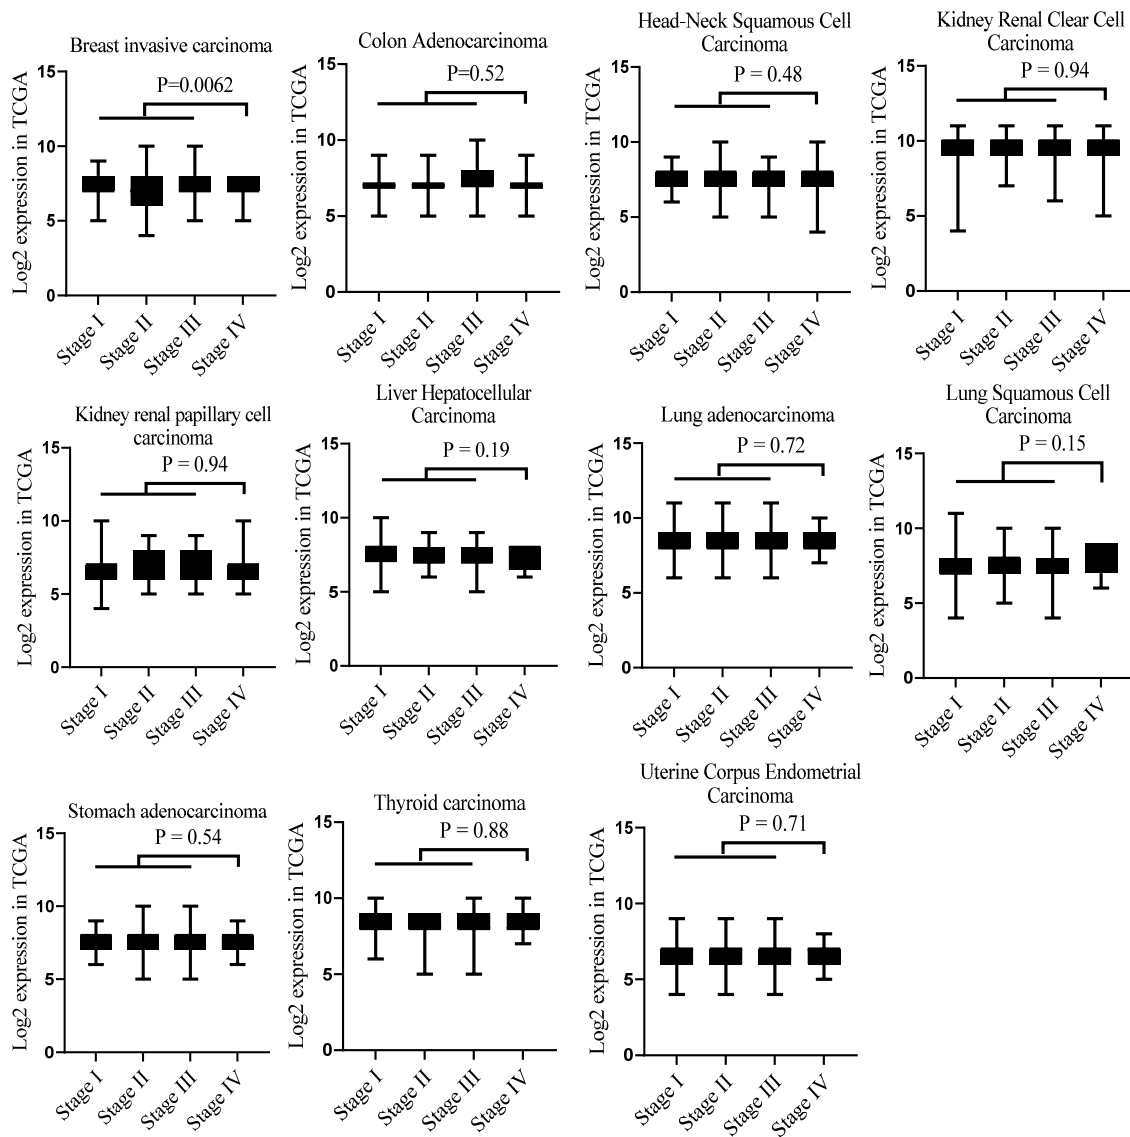 Breast invasive carcinoma
P=0.0062
Log2 expression in TCGA
15
10
5
0
Stage I
Stage II
Stage III
Stage IV
Colon Adenocarcinoma
P=0.52
Log2 expression in TCGA
15
10
5
0
Stage I
Stage II
Stage III
Stage IV
Head-Neck Squamous Cell
Carcinoma
P = 0.48
Log2 expression in TCGA
15
10
5
0
Stage I
Stage II
Stage III
Stage IV
Kidney Renal Clear Cell
Carcinoma
P = 0.94
Log2 expression in TCGA
15
10
5
0
Stage I
Stage II
Stage III
Stage IV
Kidney renal papillary cell
carcinoma
P = 0.94
Log2 expression in TCGA
15
10
5
0
Stage I
Stage II
Stage III
Stage IV
Liver Hepatocellular
Carcinoma
P = 0.19
Log2 expression in TCGA
15
10
5
0
Stage I
Stage II
Stage III
Stage IV
Lung adenocarcinoma
P = 0.72
Log2 expression in TCGA
15
10
5
0
Stage I
Stage II
Stage III
Stage IV
Lung Squamous Cell
Carcinoma
P = 0.15
Log2 expression in TCGA
15
10
5
0
Stage I
Stage II
Stage III
Stage IV
Stomach adenocarcinoma
P = 0.54
Log2 expression in TCGA
15
10
5
0
Stage I
Stage II
Stage III
Stage IV
Thyroid carcinoma
P = 0.88
Log2 expression in TCGA
15
10
5
0
Stage I
Stage II
Stage III
Stage IV
Uterine Corpus Endometrial
Carcinoma
P = 0.71
Log2 expression in TCGA
15
10
5
0
Stage I
Stage II
Stage III
Stage IV